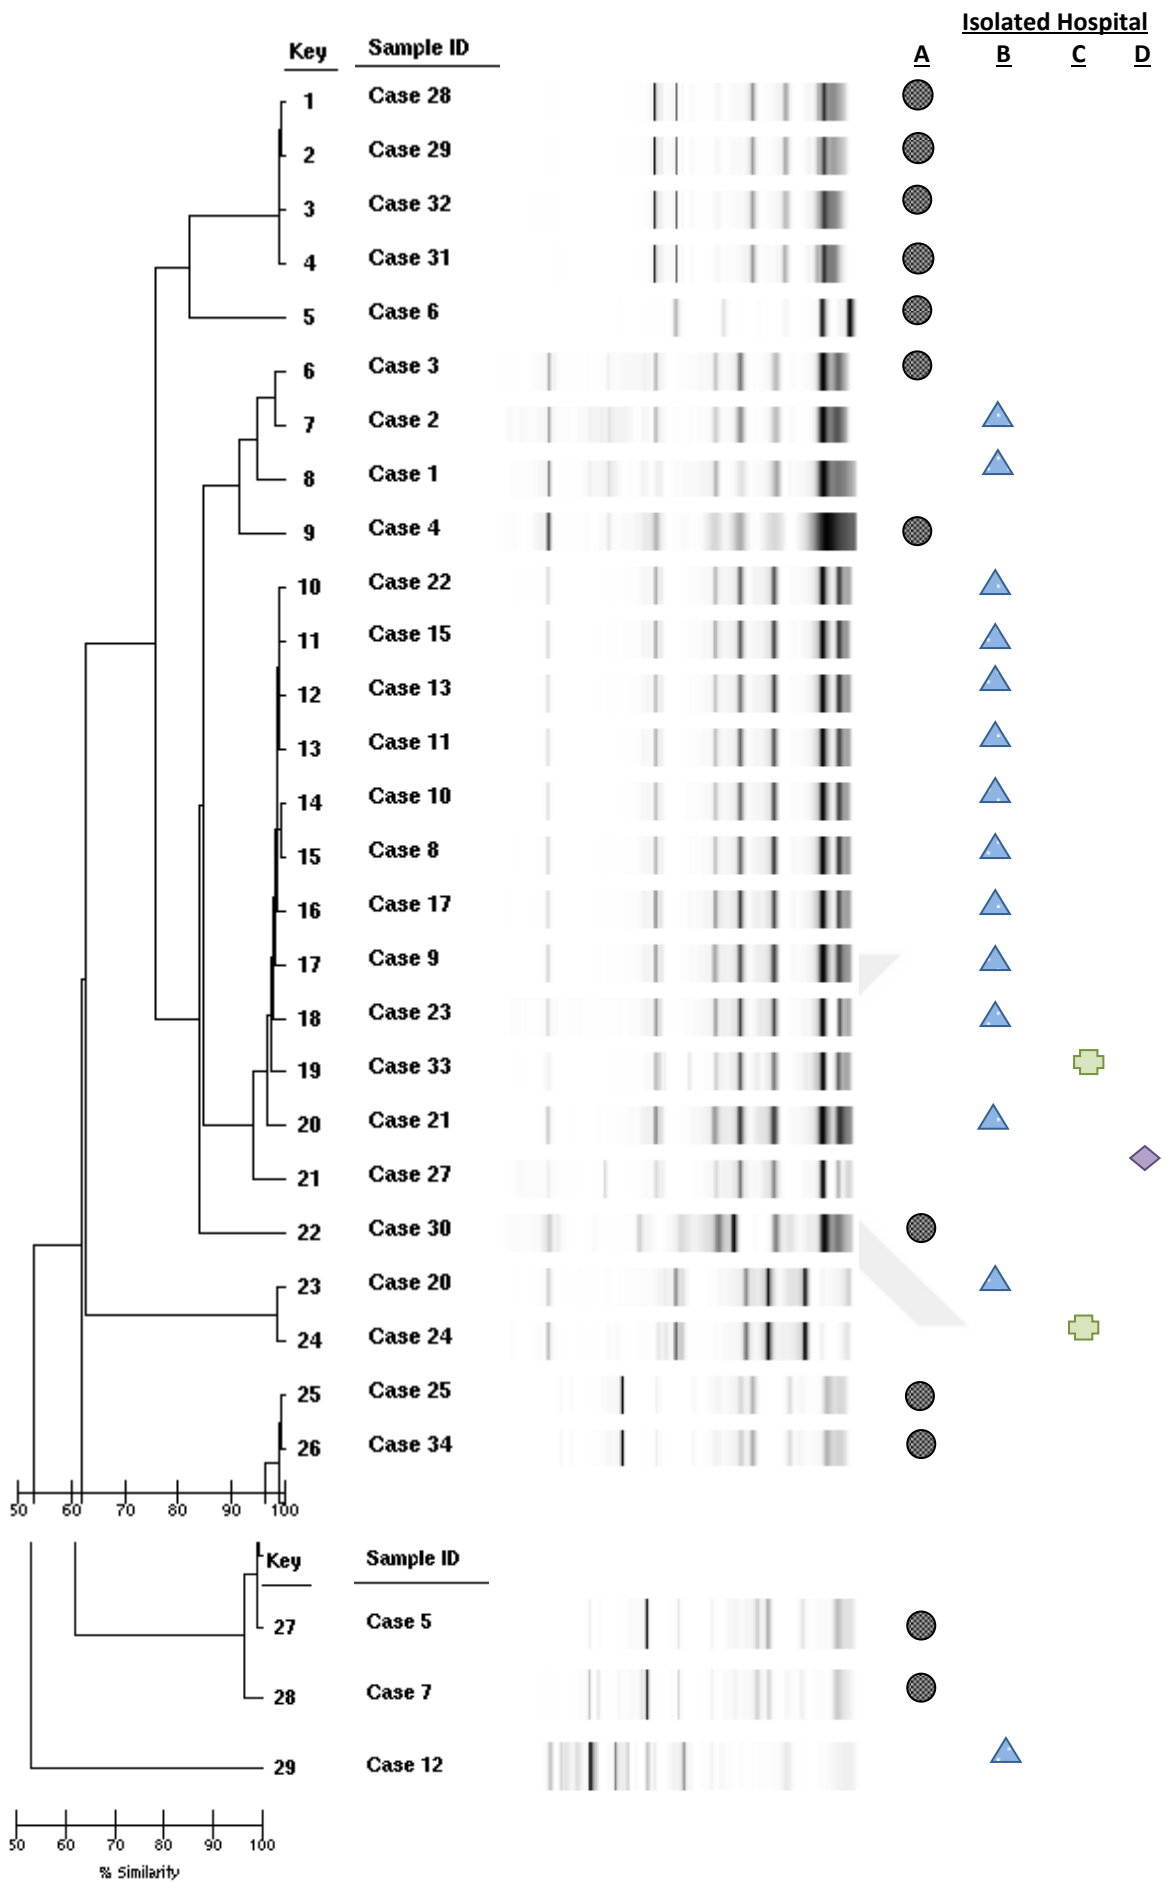 Isolated Hospital
Key Sample ID A B C D
1 Case 28
2 Case 29
3 Case 32
4 Case 31
5 Case 6
6 Case 3
7 Case 2
8 Case 1
9 Case 4
10 Case 22
11 Case 15
12 Case 13
13 Case 11
14 Case 10
15 Case 8
16 Case 17
17 Case 9
18 Case 23
19 Case 33
20 Case 21
21 Case 27
22 Case 30
23 Case 20
24 Case 24
25 Case 25
26 Case 34
50 60 70 80 90 100
Key Sample ID
27 Case 5
28 Case 7
29 Case 12
50 60 70 80 90 100
% Similarity